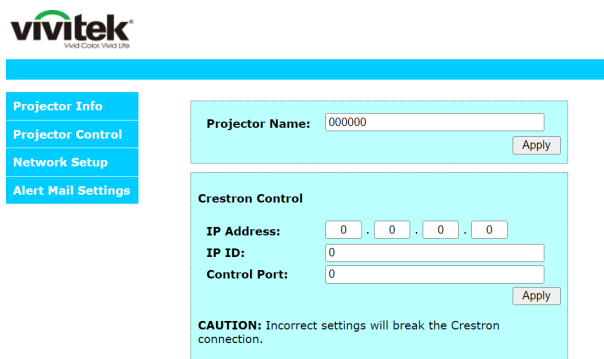 vivitek
Vivid Color. Vivid Life
Projector Info
Projector Control
Network Setup
Alert Mail Settings
Projector Name: 000000
Apply
Crestron Control
IP Address: 0 . 0 . 0 . 0
IP ID: 0
Control Port: 0
Apply
CAUTION: Incorrect settings will break the Crestron
connection.